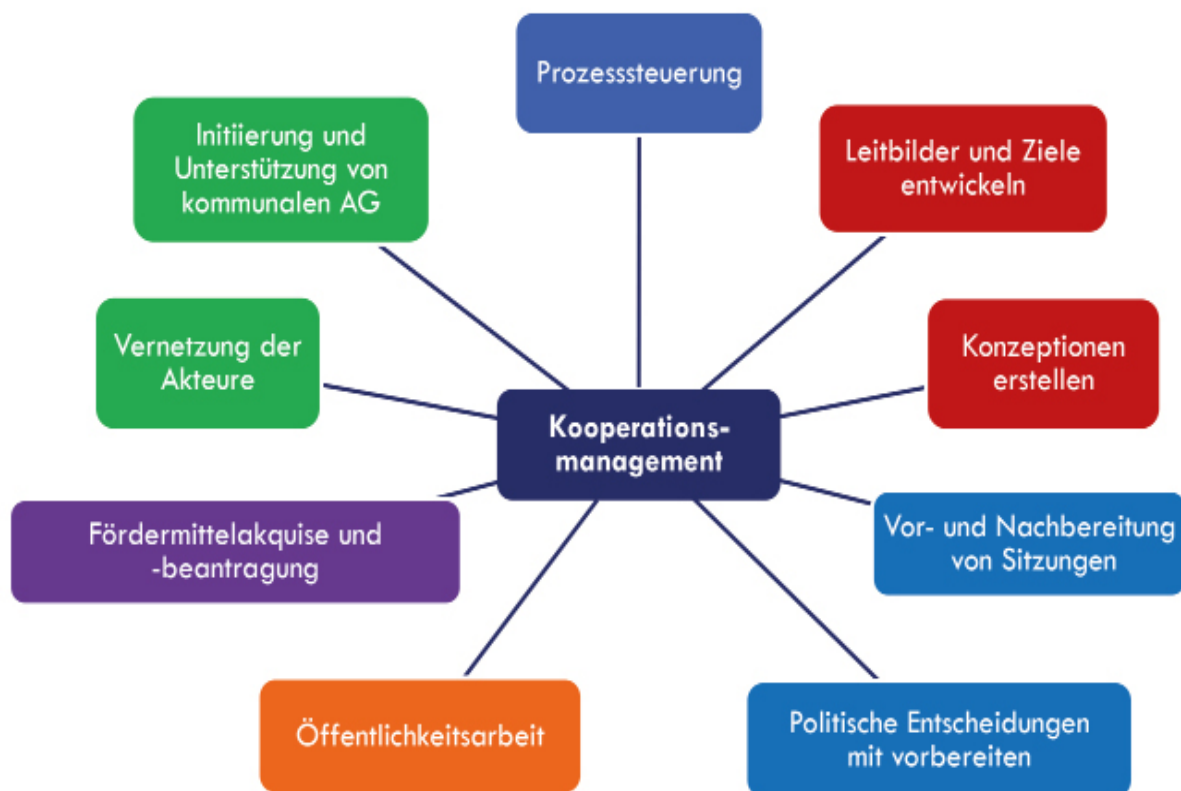 Prozesssteuerung
Initiierung und
Unterstützung von
kommunalen AG
Leitbilder und Ziele
entwickeln
Vernetzung der
Akteure
Konzeptionen
erstellen
Kooperations-
management
Fördermittelakquise und
-beantragung
Vor- und Nachbereitung
von Sitzungen
Öffentlichkeitsarbeit
Politische Entscheidungen
mit vorbereiten